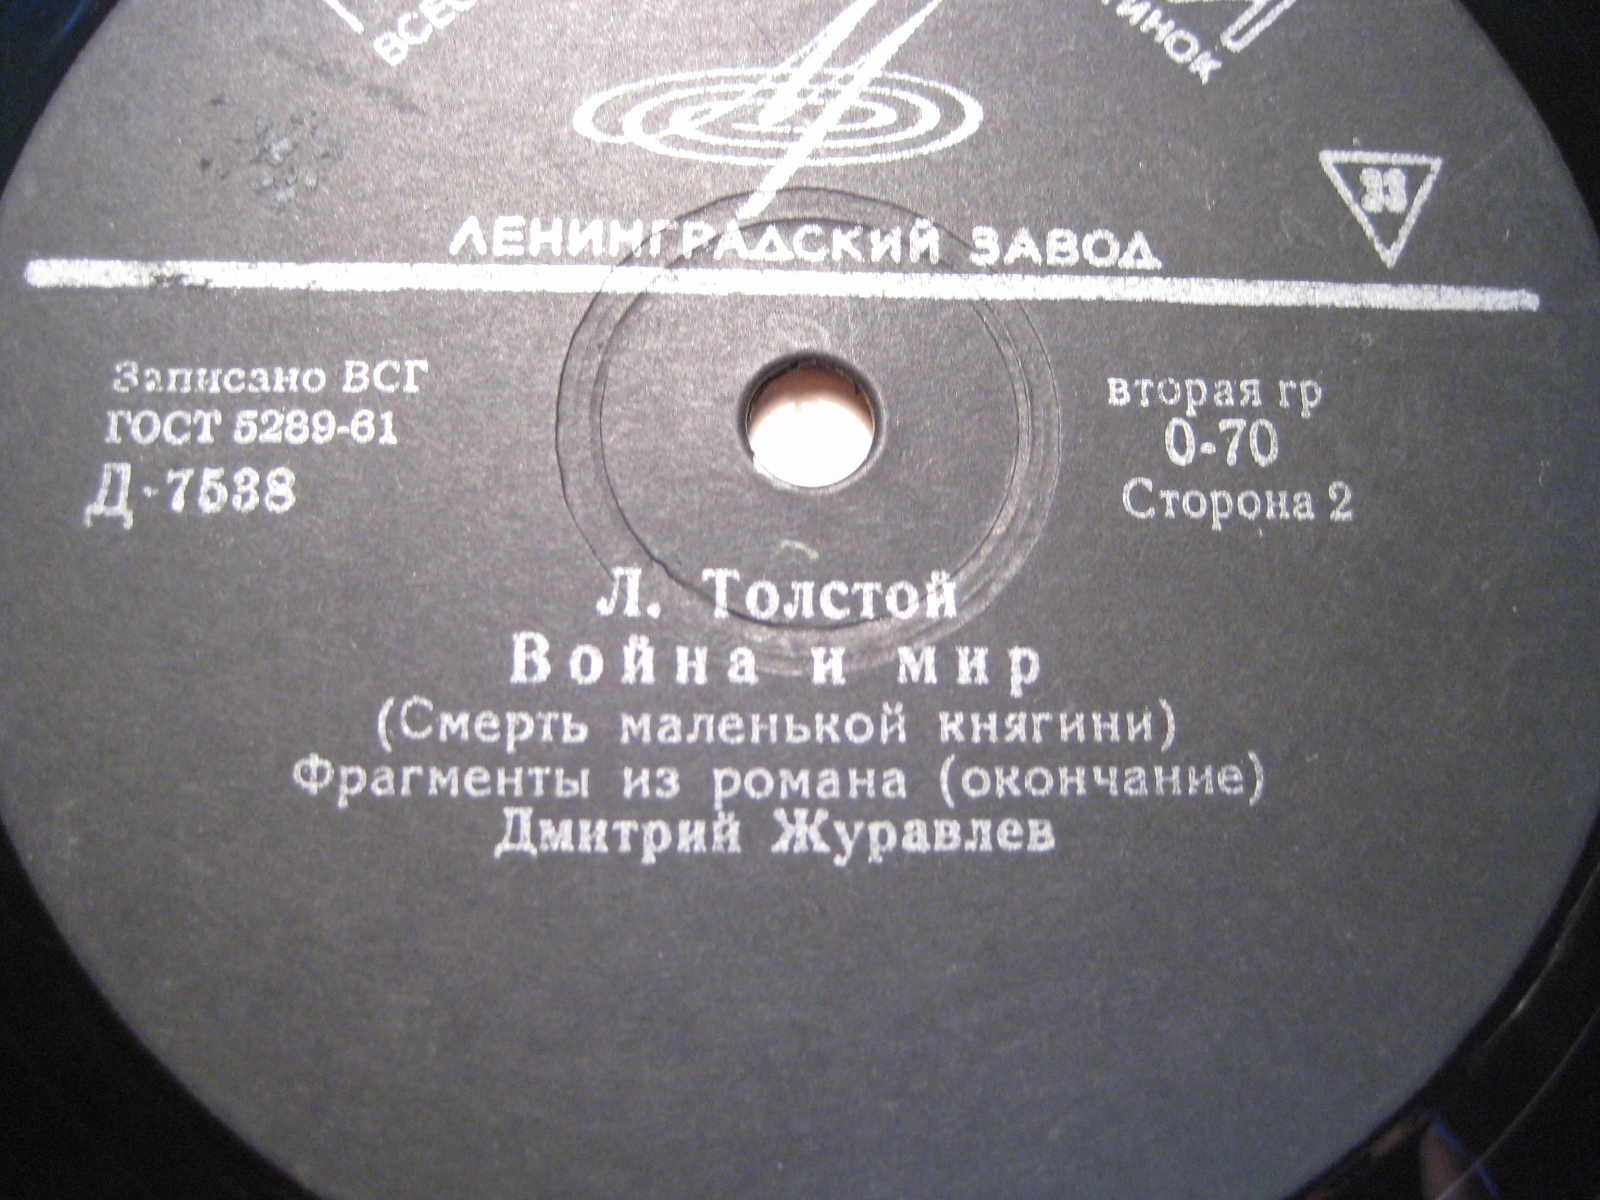 ЛЕНИНГРАДСКИЙ ЗАВОД
33
Записано ВСГ
ГОСТ 5289-61
Д-7538
вторая гр
0-70
Сторона 2
Л. Толстой
Война и мир
(Смерть маленькой княгини)
Фрагменты из романа (окончание)
Дмитрий Журавлев